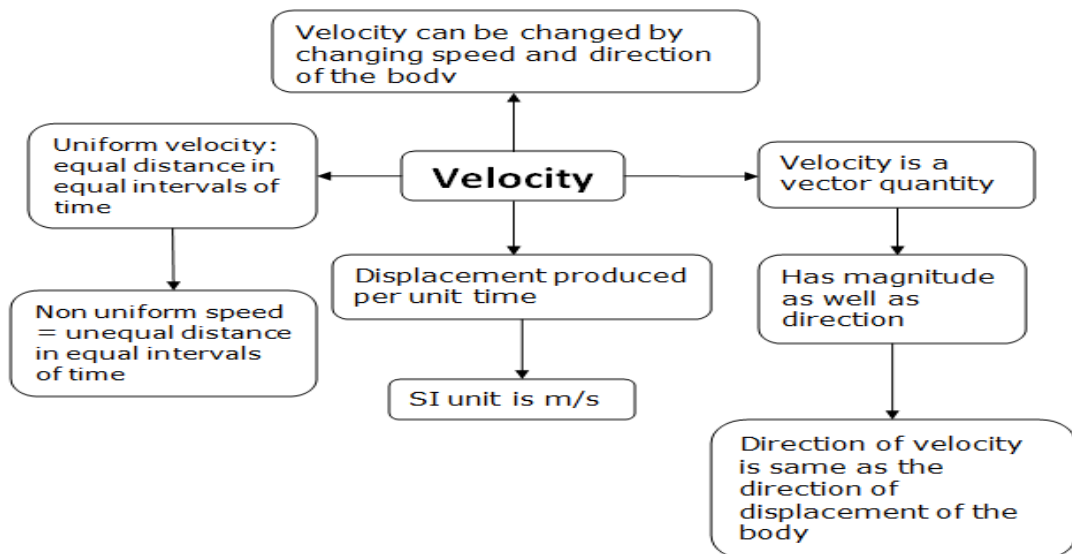 Velocity can be changed by
changing speed and direction
of the body
Uniform velocity:
equal distance in
equal intervals of
time
Velocity
Velocity is a
vector quantity
Displacement produced
per unit time
Has magnitude
as well as
direction
Non uniform speed
= unequal distance
in equal intervals
of time
SI unit is m/s
Direction of velocity
is same as the
direction of
displacement of the
body